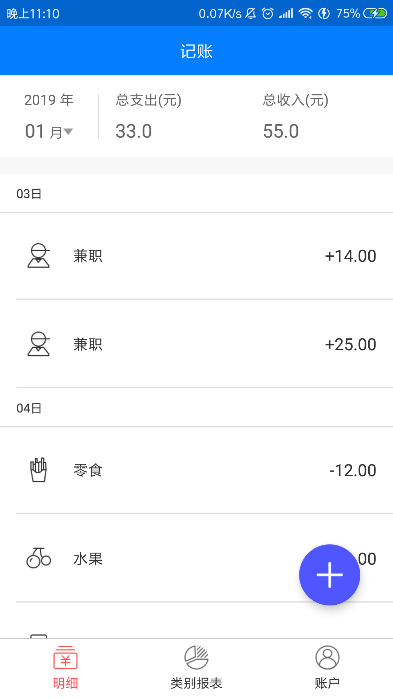 晚上11:10 0.07K/s 75%
记账
2019 年 总支出(元) 总收入(元)
01 月 33.0 55.0
03日
兼职 +14.00
兼职 +25.00
04日
零食 -12.00
水果 00
明细 类别报表 账户